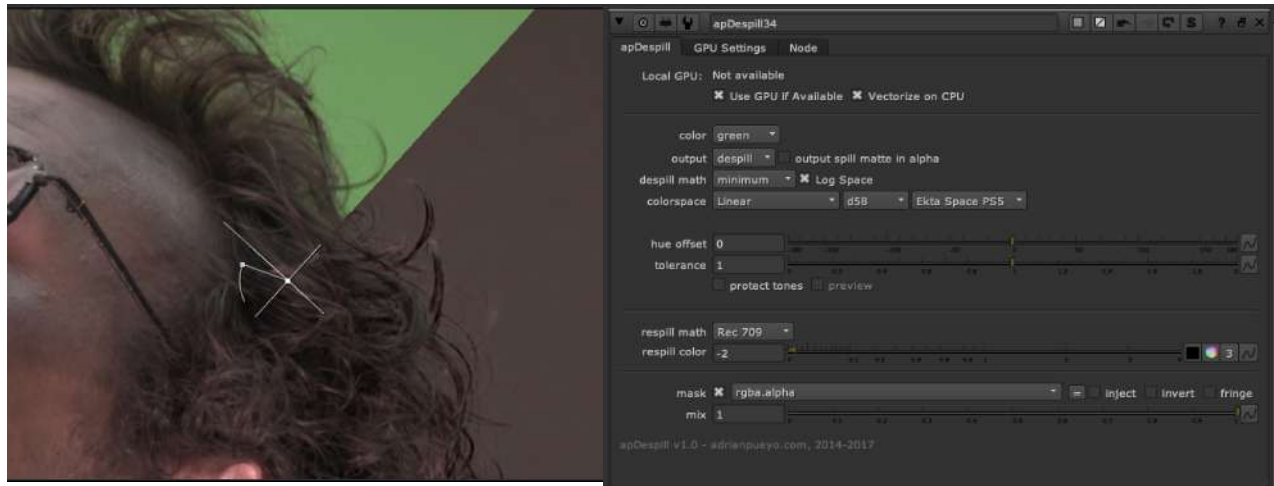 apDespill34 S ? ×
apDespill GPU Settings Node
Local GPU: Not available
Use GPU if Available Vectorize on CPU
color green
output despill output spill matte in alpha
despill math minimum Log Space
colorspace Linear d58 Ekta Space PS5
hue offset 0
tolerance 1
protect tones preview
respill math Rec 709
respill color -2 3
mask rgba.alpha = inject invert fringe
mix 1
apDespill v1.0 - adrianpueyo.com, 2014-2017